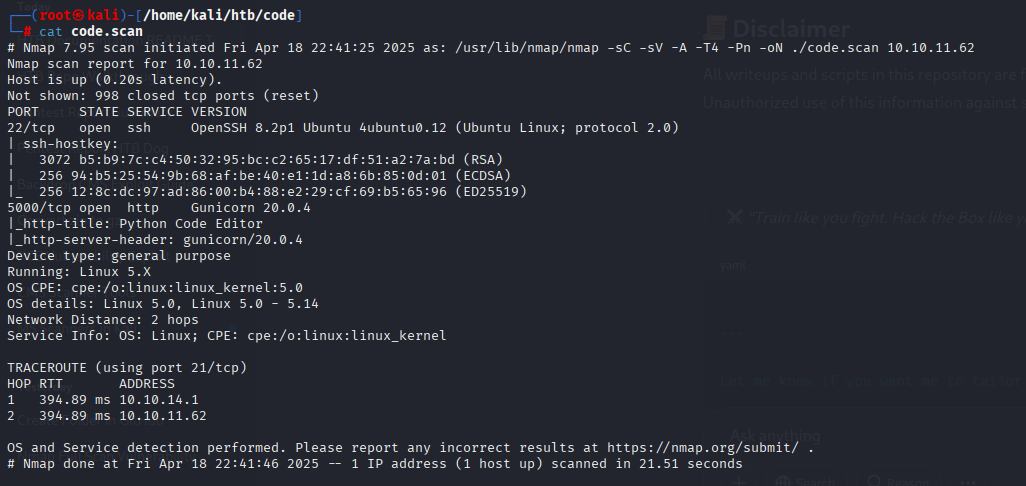 ┌──(root㉿kali)-[/home/kali/htb/code]
└─# cat code.scan
# Nmap 7.95 scan initiated Fri Apr 18 22:41:25 2025 as: /usr/lib/nmap/nmap -sC -sV -A -T4 -Pn -oN ./code.scan 10.10.11.62
Nmap scan report for 10.10.11.62
Host is up (0.20s latency).
Not shown: 998 closed tcp ports (reset)
PORT     STATE SERVICE VERSION
22/tcp   open  ssh     OpenSSH 8.2p1 Ubuntu 4ubuntu0.12 (Ubuntu Linux; protocol 2.0)
| ssh-hostkey:
|   3072 b5:b9:7c:c4:50:32:95:bc:c2:65:17:df:51:a2:7a:bd (RSA)
|   256 94:b5:25:54:9b:68:af:be:40:e1:1d:a8:6b:85:0d:01 (ECDSA)
|_  256 12:8c:dc:97:ad:86:00:b4:88:e2:29:cf:69:b5:65:96 (ED25519)
5000/tcp open  http    Gunicorn 20.0.4
|_http-title: Python Code Editor
|_http-server-header: gunicorn/20.0.4
Device type: general purpose
Running: Linux 5.X
OS CPE: cpe:/o:linux:linux_kernel:5.0
OS details: Linux 5.0, Linux 5.0 - 5.14
Network Distance: 2 hops
Service Info: OS: Linux; CPE: cpe:/o:linux:linux_kernel
TRACEROUTE (using port 21/tcp)
HOP RTT       ADDRESS
1   394.89 ms 10.10.14.1
2   394.89 ms 10.10.11.62
OS and Service detection performed. Please report any incorrect results at https://nmap.org/submit/ .
# Nmap done at Fri Apr 18 22:41:46 2025 -- 1 IP address (1 host up) scanned in 21.51 seconds
Disclaimer
All writeups and scripts in this repository are
Unauthorized use of this information against
"Train like you fight. Hack the Box like
yami
Let me know if you want me to
Ask anything